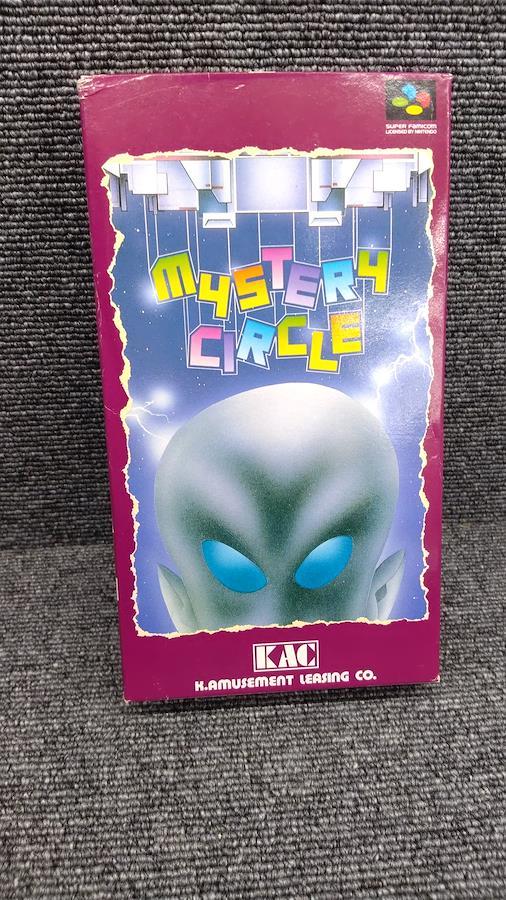 SUPER FAMICOM
LICENSED BY NINTENDO
MYSTERY
CIRCLE
KAC
K.AMUSEMENT LEASING CO.